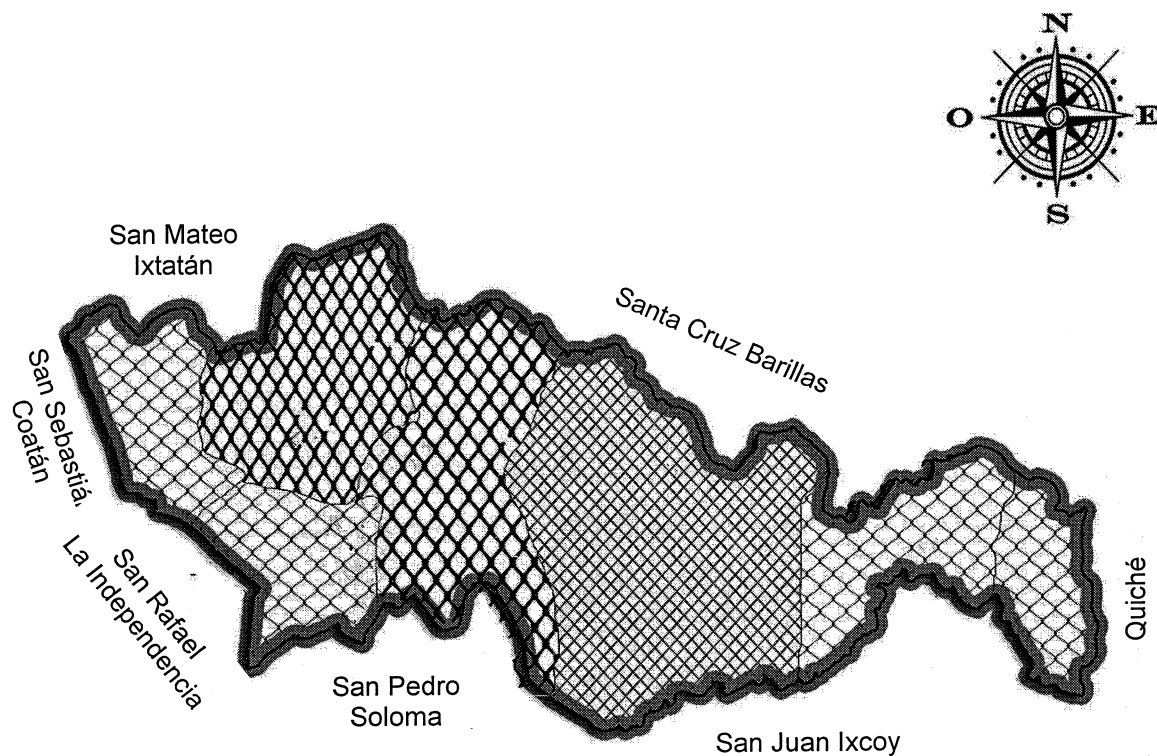 N
O E
S
San Mateo
Ixtatán
Santa Cruz Barillas
San Sebastiá,
Coatán
San Rafael
La Independencia
San Pedro
Soloma
San Juan Ixcoy
Quiché